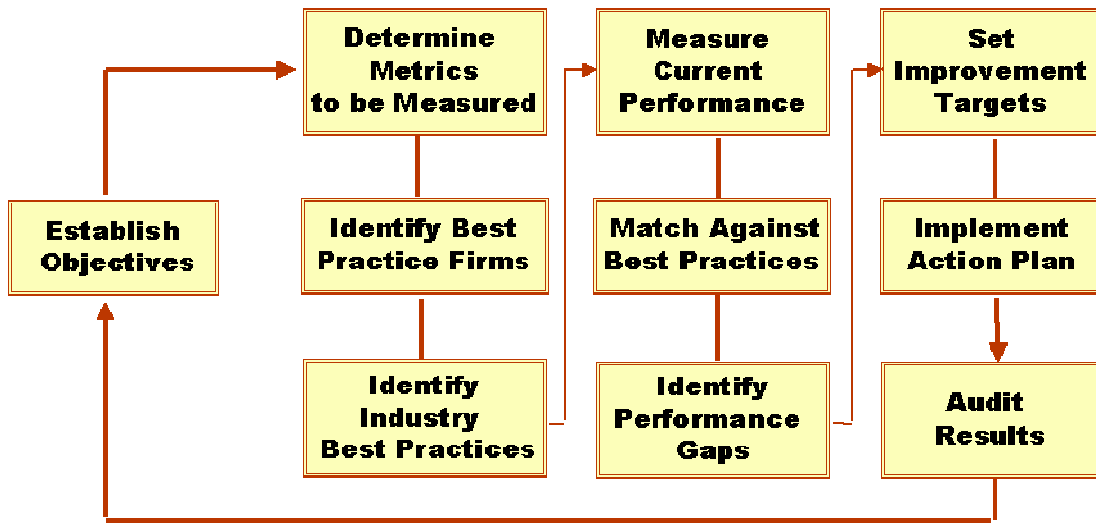 Establish
Objectives
Determine
Metrics
to be Measured
Identify Best
Practice Firms
Identify
Industry
Best Practices
Measure
Current
Performance
Match Against
Best Practices
Identify
Performance
Gaps
Set
Improvement
Targets
Implement
Action Plan
Audit
Results